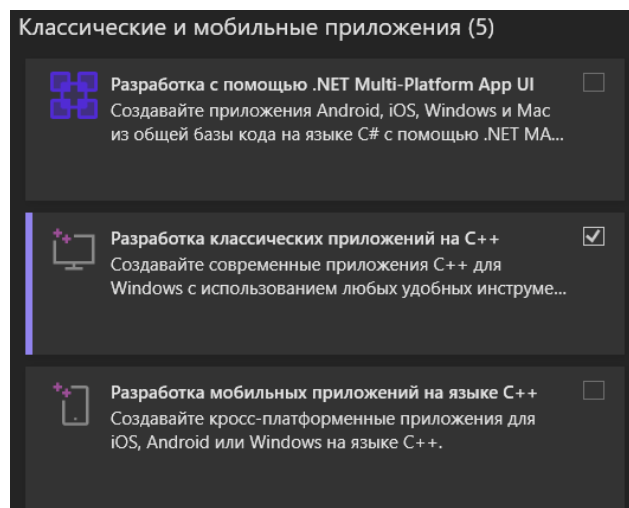 Классические и мобильные приложения (5)
Разработка с помощью .NET Multi-Platform App UI
Создавайте приложения Android, iOS, Windows и Mac
из общей базы кода на языке C# с помощью .NET MA...
Разработка классических приложений на C++
Создавайте современные приложения C++ для
Windows с использованием любых удобных инструме...
Разработка мобильных приложений на языке C++
Создавайте кросс-платформенные приложения для
iOS, Android или Windows на языке C++.